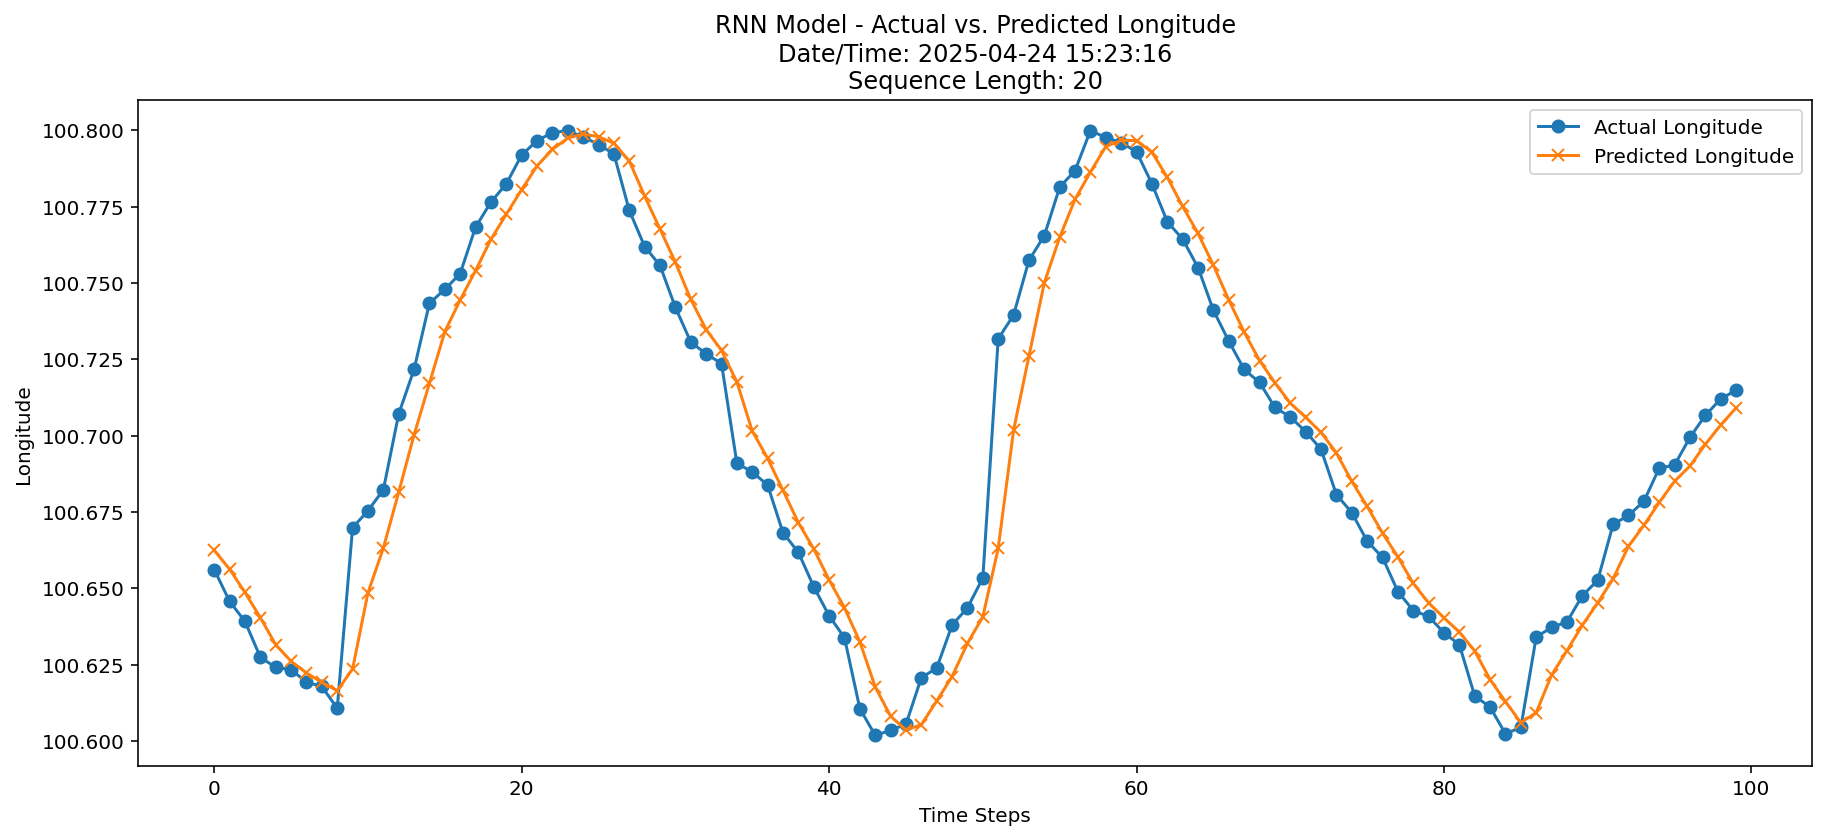 RNN Model - Actual vs. Predicted Longitude
Date/Time: 2025-04-24 15:23:16
Sequence Length: 20
Actual Longitude
Predicted Longitude
Longitude
100.800
100.775
100.750
100.725
100.700
100.675
100.650
100.625
100.600
0 20 40 60 80 100
Time Steps